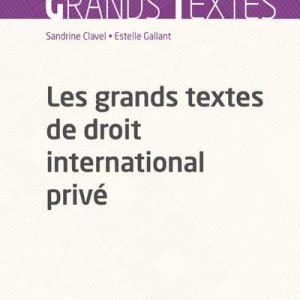 GRANDS TEXTES
Sandrine Clavel • Estelle Gallant
Les grands textes
de droit
international
privé